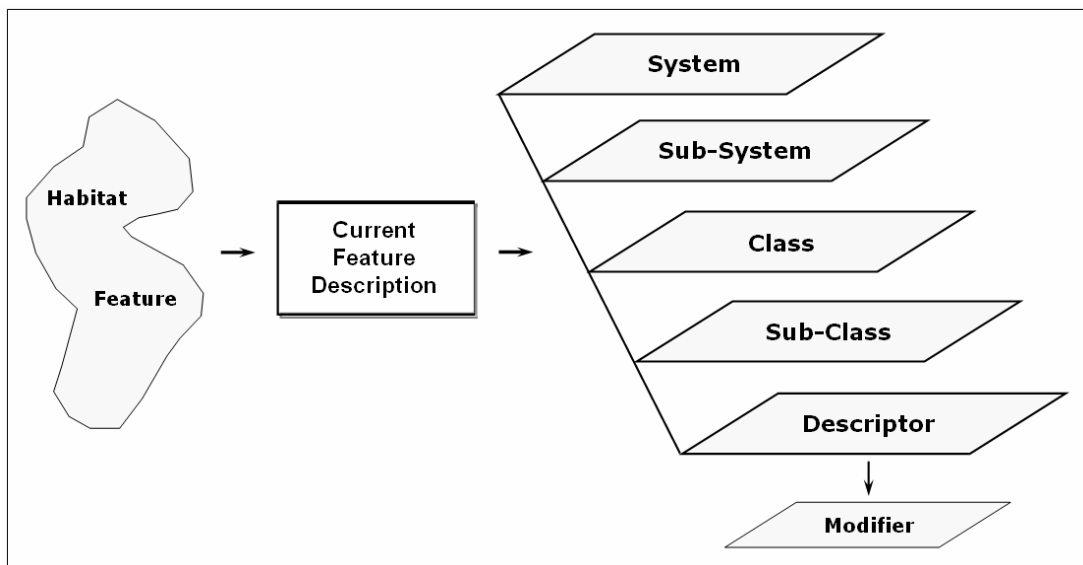 Habitat
Feature
Current
Feature
Description
System
Sub-System
Class
Sub-Class
Descriptor
Modifier